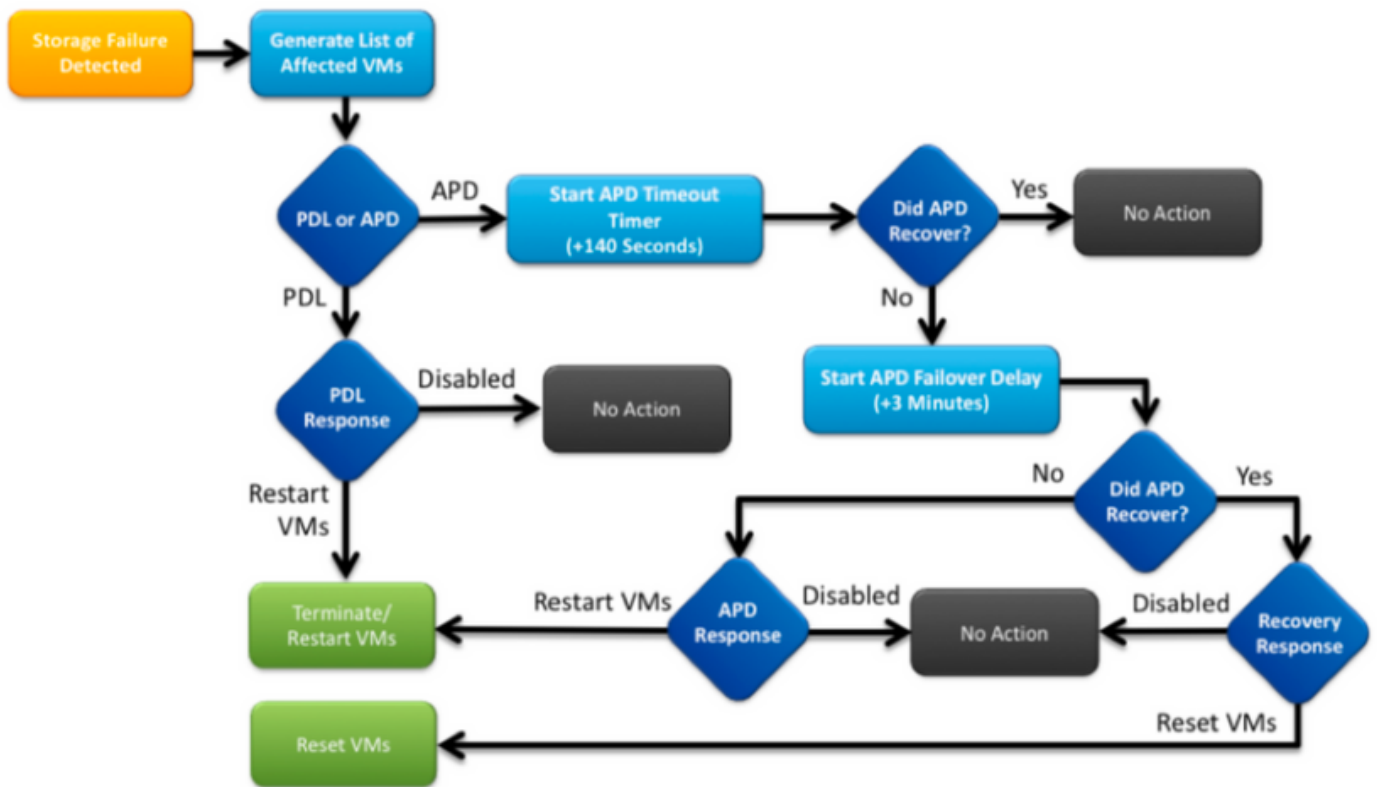 Storage Failure
Detected
Generate List of
Affected VMs
PDL or APD
APD
Start APD Timeout
Timer
(+140 Seconds)
Did APD
Recover?
Yes
No Action
PDL
No
Start APD Failover Delay
(+3 Minutes)
PDL
Response
Disabled
No Action
Restart
VMs
No
Did APD
Recover?
Yes
Terminate/
Restart VMs
Restart VMs
APD
Response
Disabled
No Action
Disabled
Recovery
Response
Reset VMs
Reset VMs